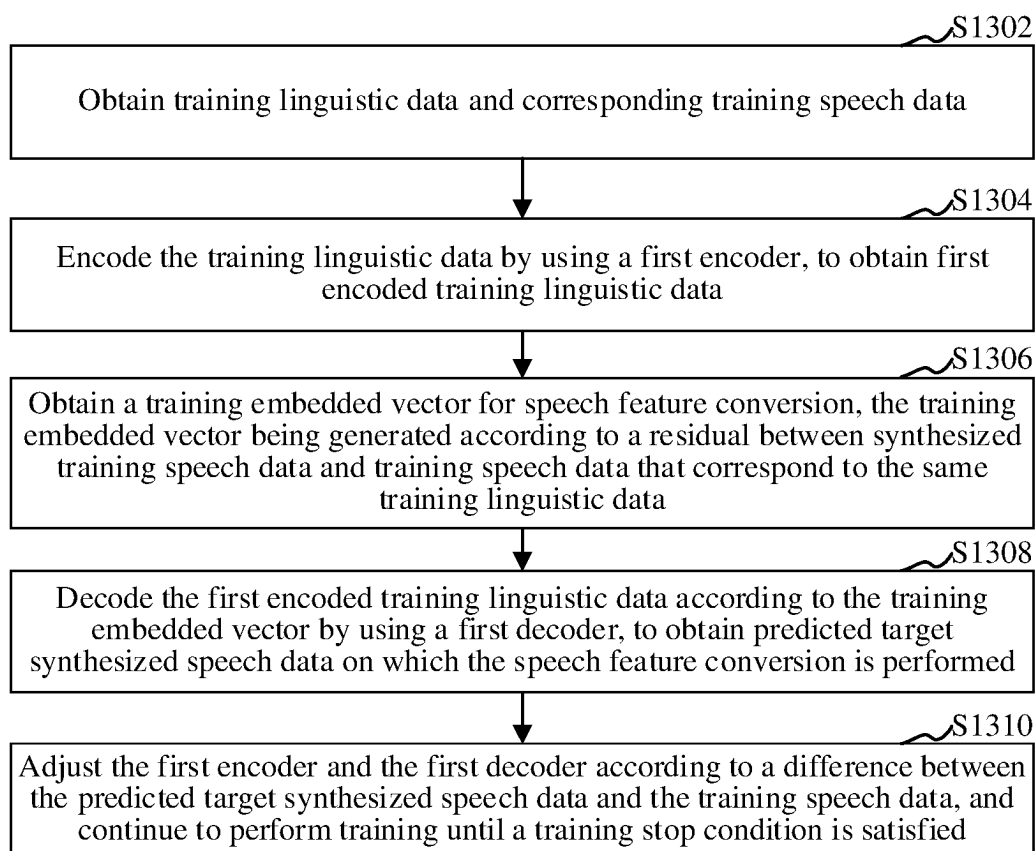 S1302
Obtain training linguistic data and corresponding training speech data
S1304
Encode the training linguistic data by using a first encoder, to obtain first
encoded training linguistic data
S1306
Obtain a training embedded vector for speech feature conversion, the training
embedded vector being generated according to a residual between synthesized
training speech data and training speech data that correspond to the same
training linguistic data
S1308
Decode the first encoded training linguistic data according to the training
embedded vector by using a first decoder, to obtain predicted target
synthesized speech data on which the speech feature conversion is performed
S1310
Adjust the first encoder and the first decoder according to a difference between
the predicted target synthesized speech data and the training speech data, and
continue to perform training until a training stop condition is satisfied